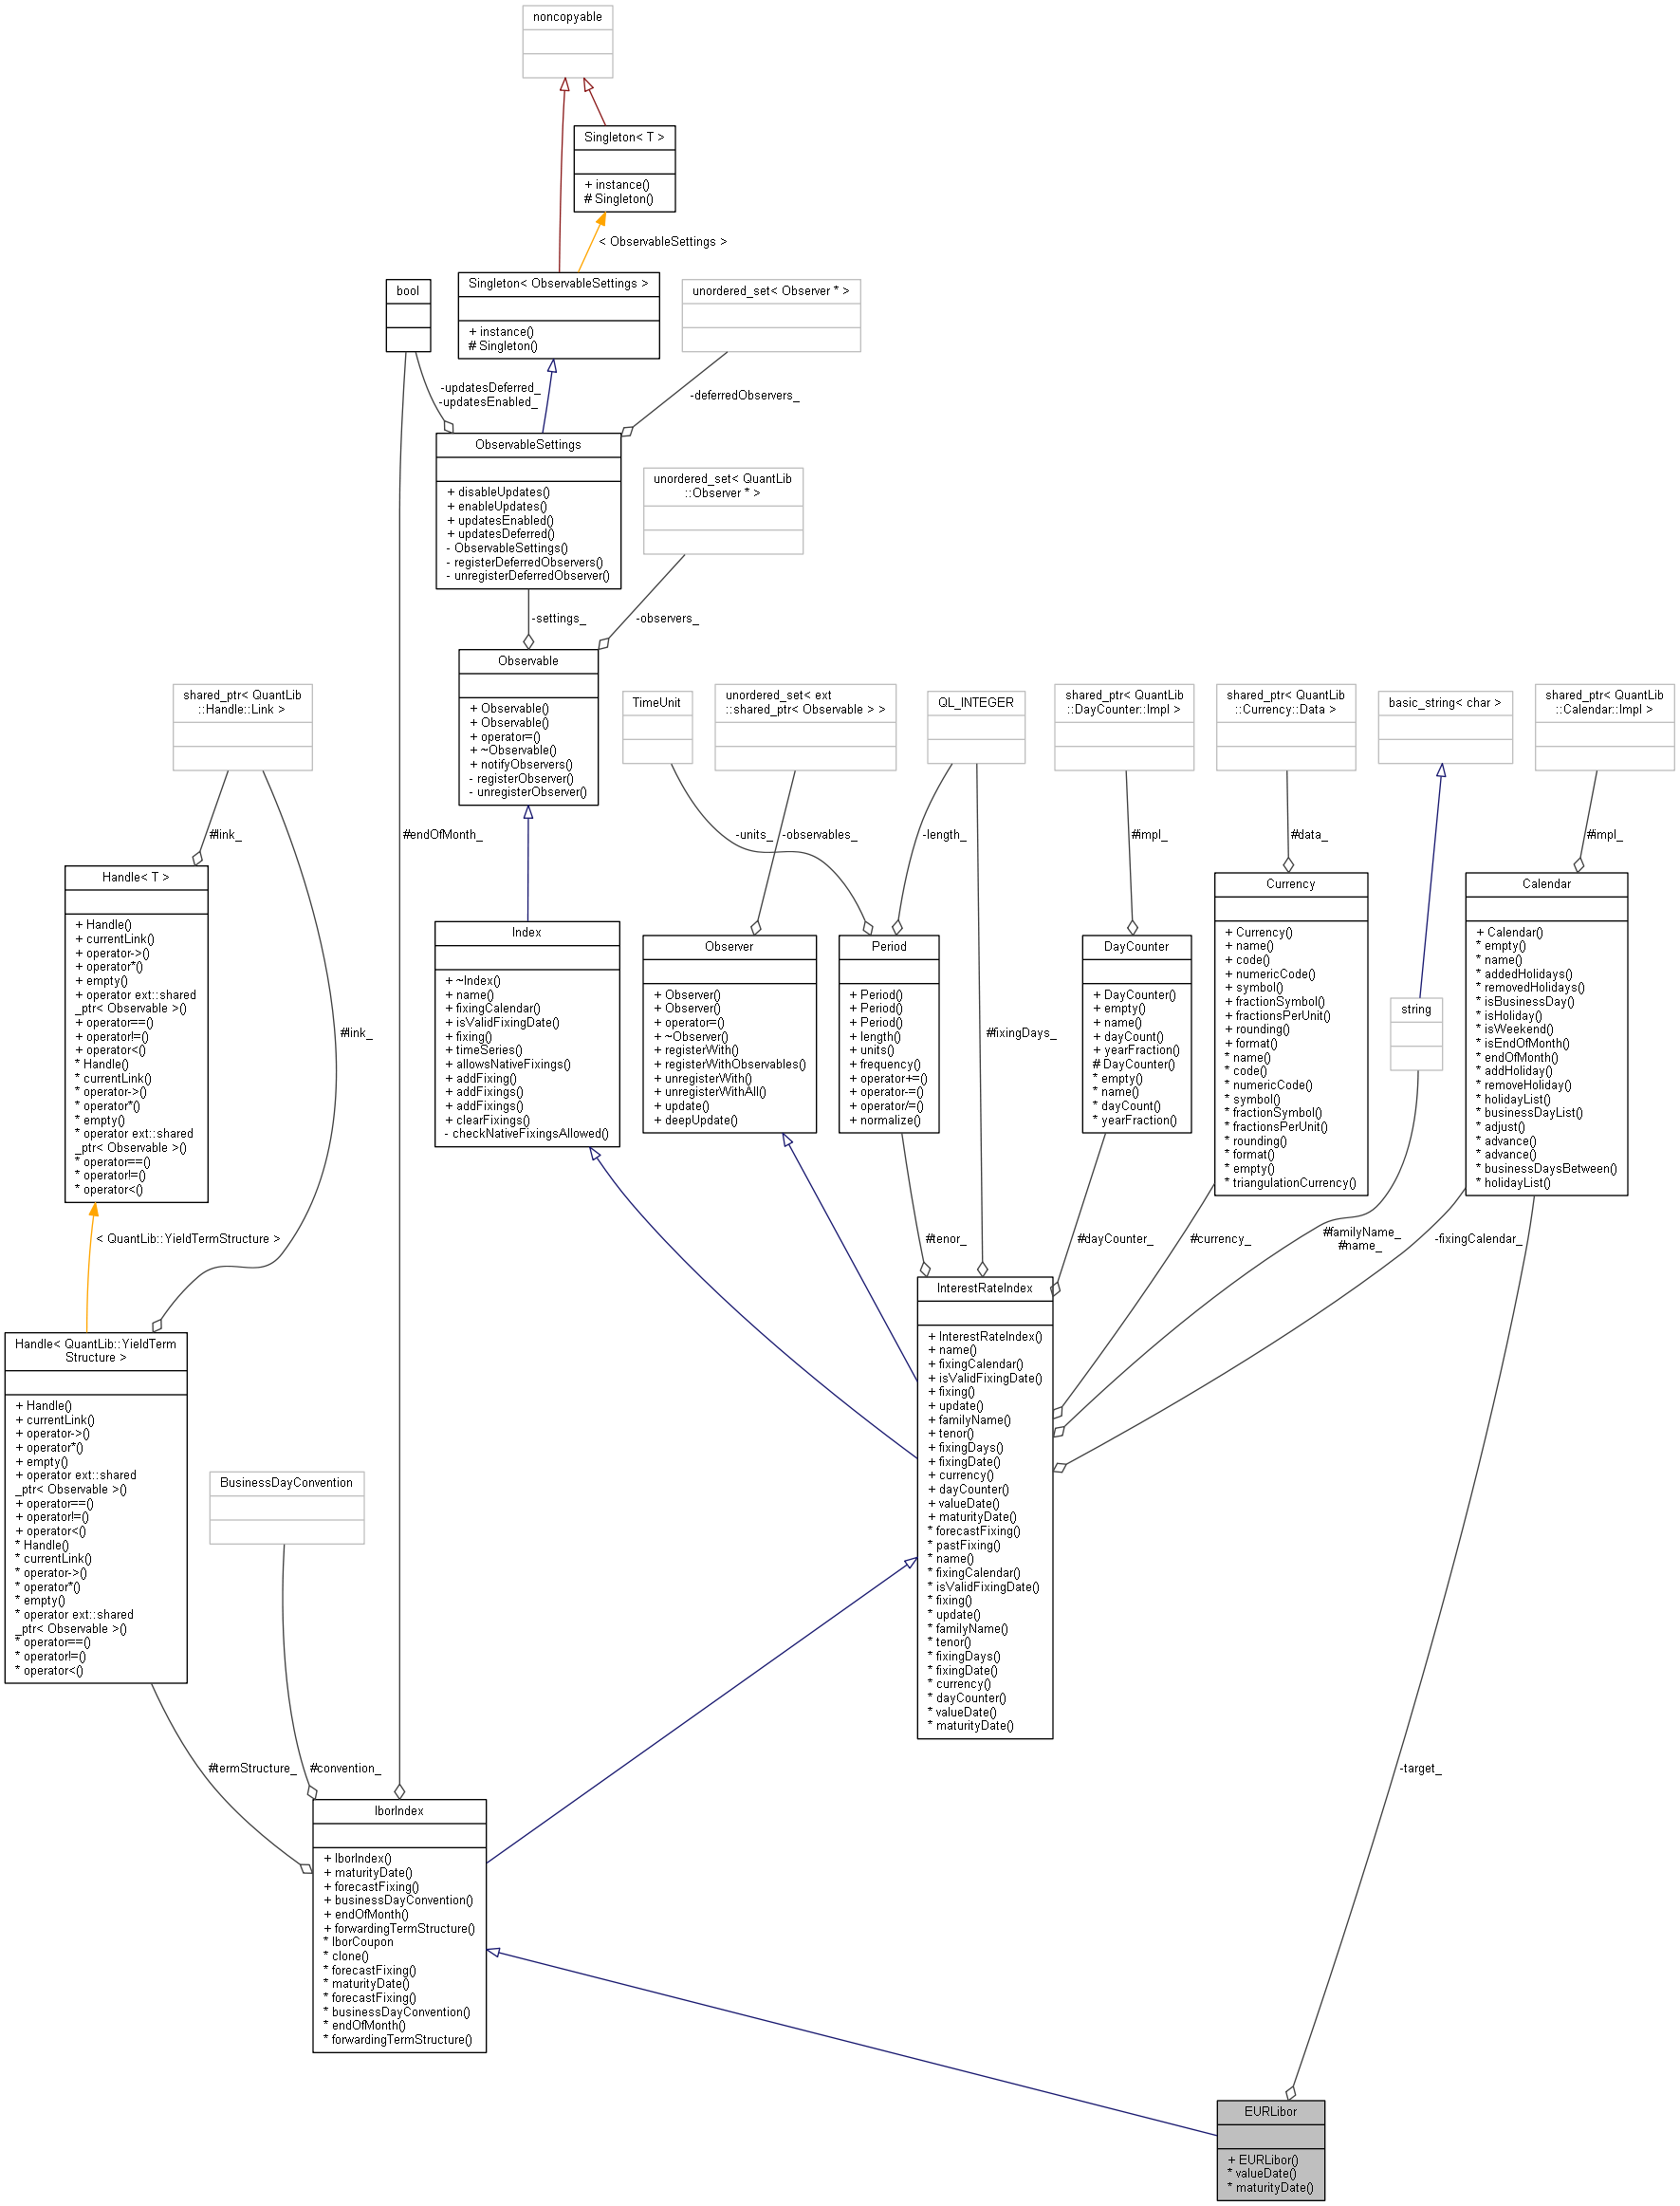 noncopyable
Singleton< T >
+ instance()
# Singleton()
< ObservableSettings >
bool
Singleton< ObservableSettings >
+ instance()
# Singleton()
unordered_set< Observer * >
-updatesDeferred_
-updatesEnabled_
-deferredObservers_
ObservableSettings
+ disableUpdates()
+ enableUpdates()
+ updatesEnabled()
+ updatesDeferred()
- ObservableSettings()
- registerDeferredObservers()
- unregisterDeferredObserver()
unordered_set< QuantLib
::Observer * >
-settings_
-observers_
Observable
+ Observable()
+ Observable()
+ operator=()
+ ~Observable()
+ notifyObservers()
- registerObserver()
- unregisterObserver()
shared_ptr< QuantLib
::Handle::Link >
TimeUnit
unordered_set< ext
::shared_ptr< Observable > >
QL_INTEGER
shared_ptr< QuantLib
::DayCounter::Impl >
shared_ptr< QuantLib
::Currency::Data >
basic_string< char >
shared_ptr< QuantLib
::Calendar::Impl >
#link_
#endOfMonth_
-units_
-observables_
-length_
#impl_
#data_
#impl_
Handle< T >
+ Handle()
+ currentLink()
+ operator->()
+ operator*()
+ empty()
+ operator ext::shared
_ptr< Observable >()
+ operator==()
+ operator!=()
+ operator<()
* Handle()
* currentLink()
* operator->()
* operator*()
* empty()
* operator ext::shared
_ptr< Observable >()
* operator==()
* operator!=()
* operator<()
#link_
Index
+ ~Index()
+ name()
+ fixingCalendar()
+ isValidFixingDate()
+ fixing()
+ timeSeries()
+ allowsNativeFixings()
+ addFixing()
+ addFixings()
+ addFixings()
+ clearFixings()
- checkNativeFixingsAllowed()
Observer
+ Observer()
+ Observer()
+ operator=()
+ ~Observer()
+ registerWith()
+ registerWithObservables()
+ unregisterWith()
+ unregisterWithAll()
+ update()
+ deepUpdate()
Period
+ Period()
+ Period()
+ Period()
+ length()
+ units()
+ frequency()
+ operator+=()
+ operator-=()
+ operator/=()
+ normalize()
#fixingDays_
DayCounter
+ DayCounter()
+ empty()
+ name()
+ dayCount()
+ yearFraction()
# DayCounter()
* empty()
* name()
* dayCount()
* yearFraction()
Currency
+ Currency()
+ name()
+ code()
+ numericCode()
+ symbol()
+ fractionSymbol()
+ fractionsPerUnit()
+ rounding()
+ format()
* name()
* code()
* numericCode()
* symbol()
* fractionSymbol()
* fractionsPerUnit()
* rounding()
* format()
* empty()
* triangulationCurrency()
string
Calendar
+ Calendar()
* empty()
* name()
* addedHolidays()
* removedHolidays()
* isBusinessDay()
* isHoliday()
* isWeekend()
* isEndOfMonth()
* endOfMonth()
* addHoliday()
* removeHoliday()
* holidayList()
* businessDayList()
* adjust()
* advance()
* advance()
* businessDaysBetween()
* holidayList()
< QuantLib::YieldTermStructure >
#tenor_
#dayCounter_
#currency_
#familyName_
#name_
-fixingCalendar_
Handle< QuantLib::YieldTerm
Structure >
+ Handle()
+ currentLink()
+ operator->()
+ operator*()
+ empty()
+ operator ext::shared
_ptr< Observable >()
+ operator==()
+ operator!=()
+ operator<()
* Handle()
* currentLink()
* operator->()
* operator*()
* empty()
* operator ext::shared
_ptr< Observable >()
* operator==()
* operator!=()
* operator<()
BusinessDayConvention
InterestRateIndex
+ InterestRateIndex()
+ name()
+ fixingCalendar()
+ isValidFixingDate()
+ fixing()
+ update()
+ familyName()
+ tenor()
+ fixingDays()
+ fixingDate()
+ currency()
+ dayCounter()
+ valueDate()
+ maturityDate()
* forecastFixing()
* pastFixing()
* name()
* fixingCalendar()
* isValidFixingDate()
* fixing()
* update()
* familyName()
* tenor()
* fixingDays()
* fixingDate()
* currency()
* dayCounter()
* valueDate()
* maturityDate()
#termStructure_
#convention_
-target_
IborIndex
+ IborIndex()
+ maturityDate()
+ forecastFixing()
+ businessDayConvention()
+ endOfMonth()
+ forwardingTermStructure()
* IborCoupon
* clone()
* forecastFixing()
* maturityDate()
* forecastFixing()
* businessDayConvention()
* endOfMonth()
* forwardingTermStructure()
EURLibor
+ EURLibor()
* valueDate()
* maturityDate()